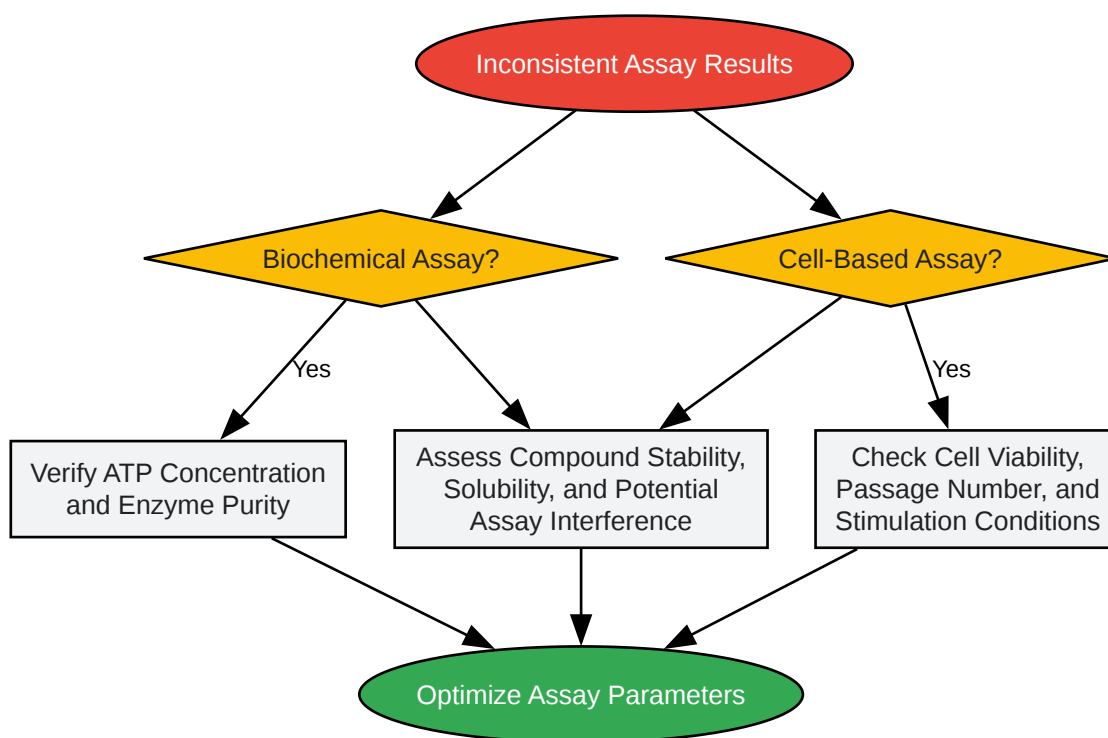 Inconsistent Assay Results
Biochemical Assay?
Cell-Based Assay?
Yes
Yes
Verify ATP Concentration
and Enzyme Purity
Assess Compound Stability,
Solubility, and Potential
Assay Interference
Check Cell Viability,
Passage Number, and
Stimulation Conditions
Optimize Assay Parameters